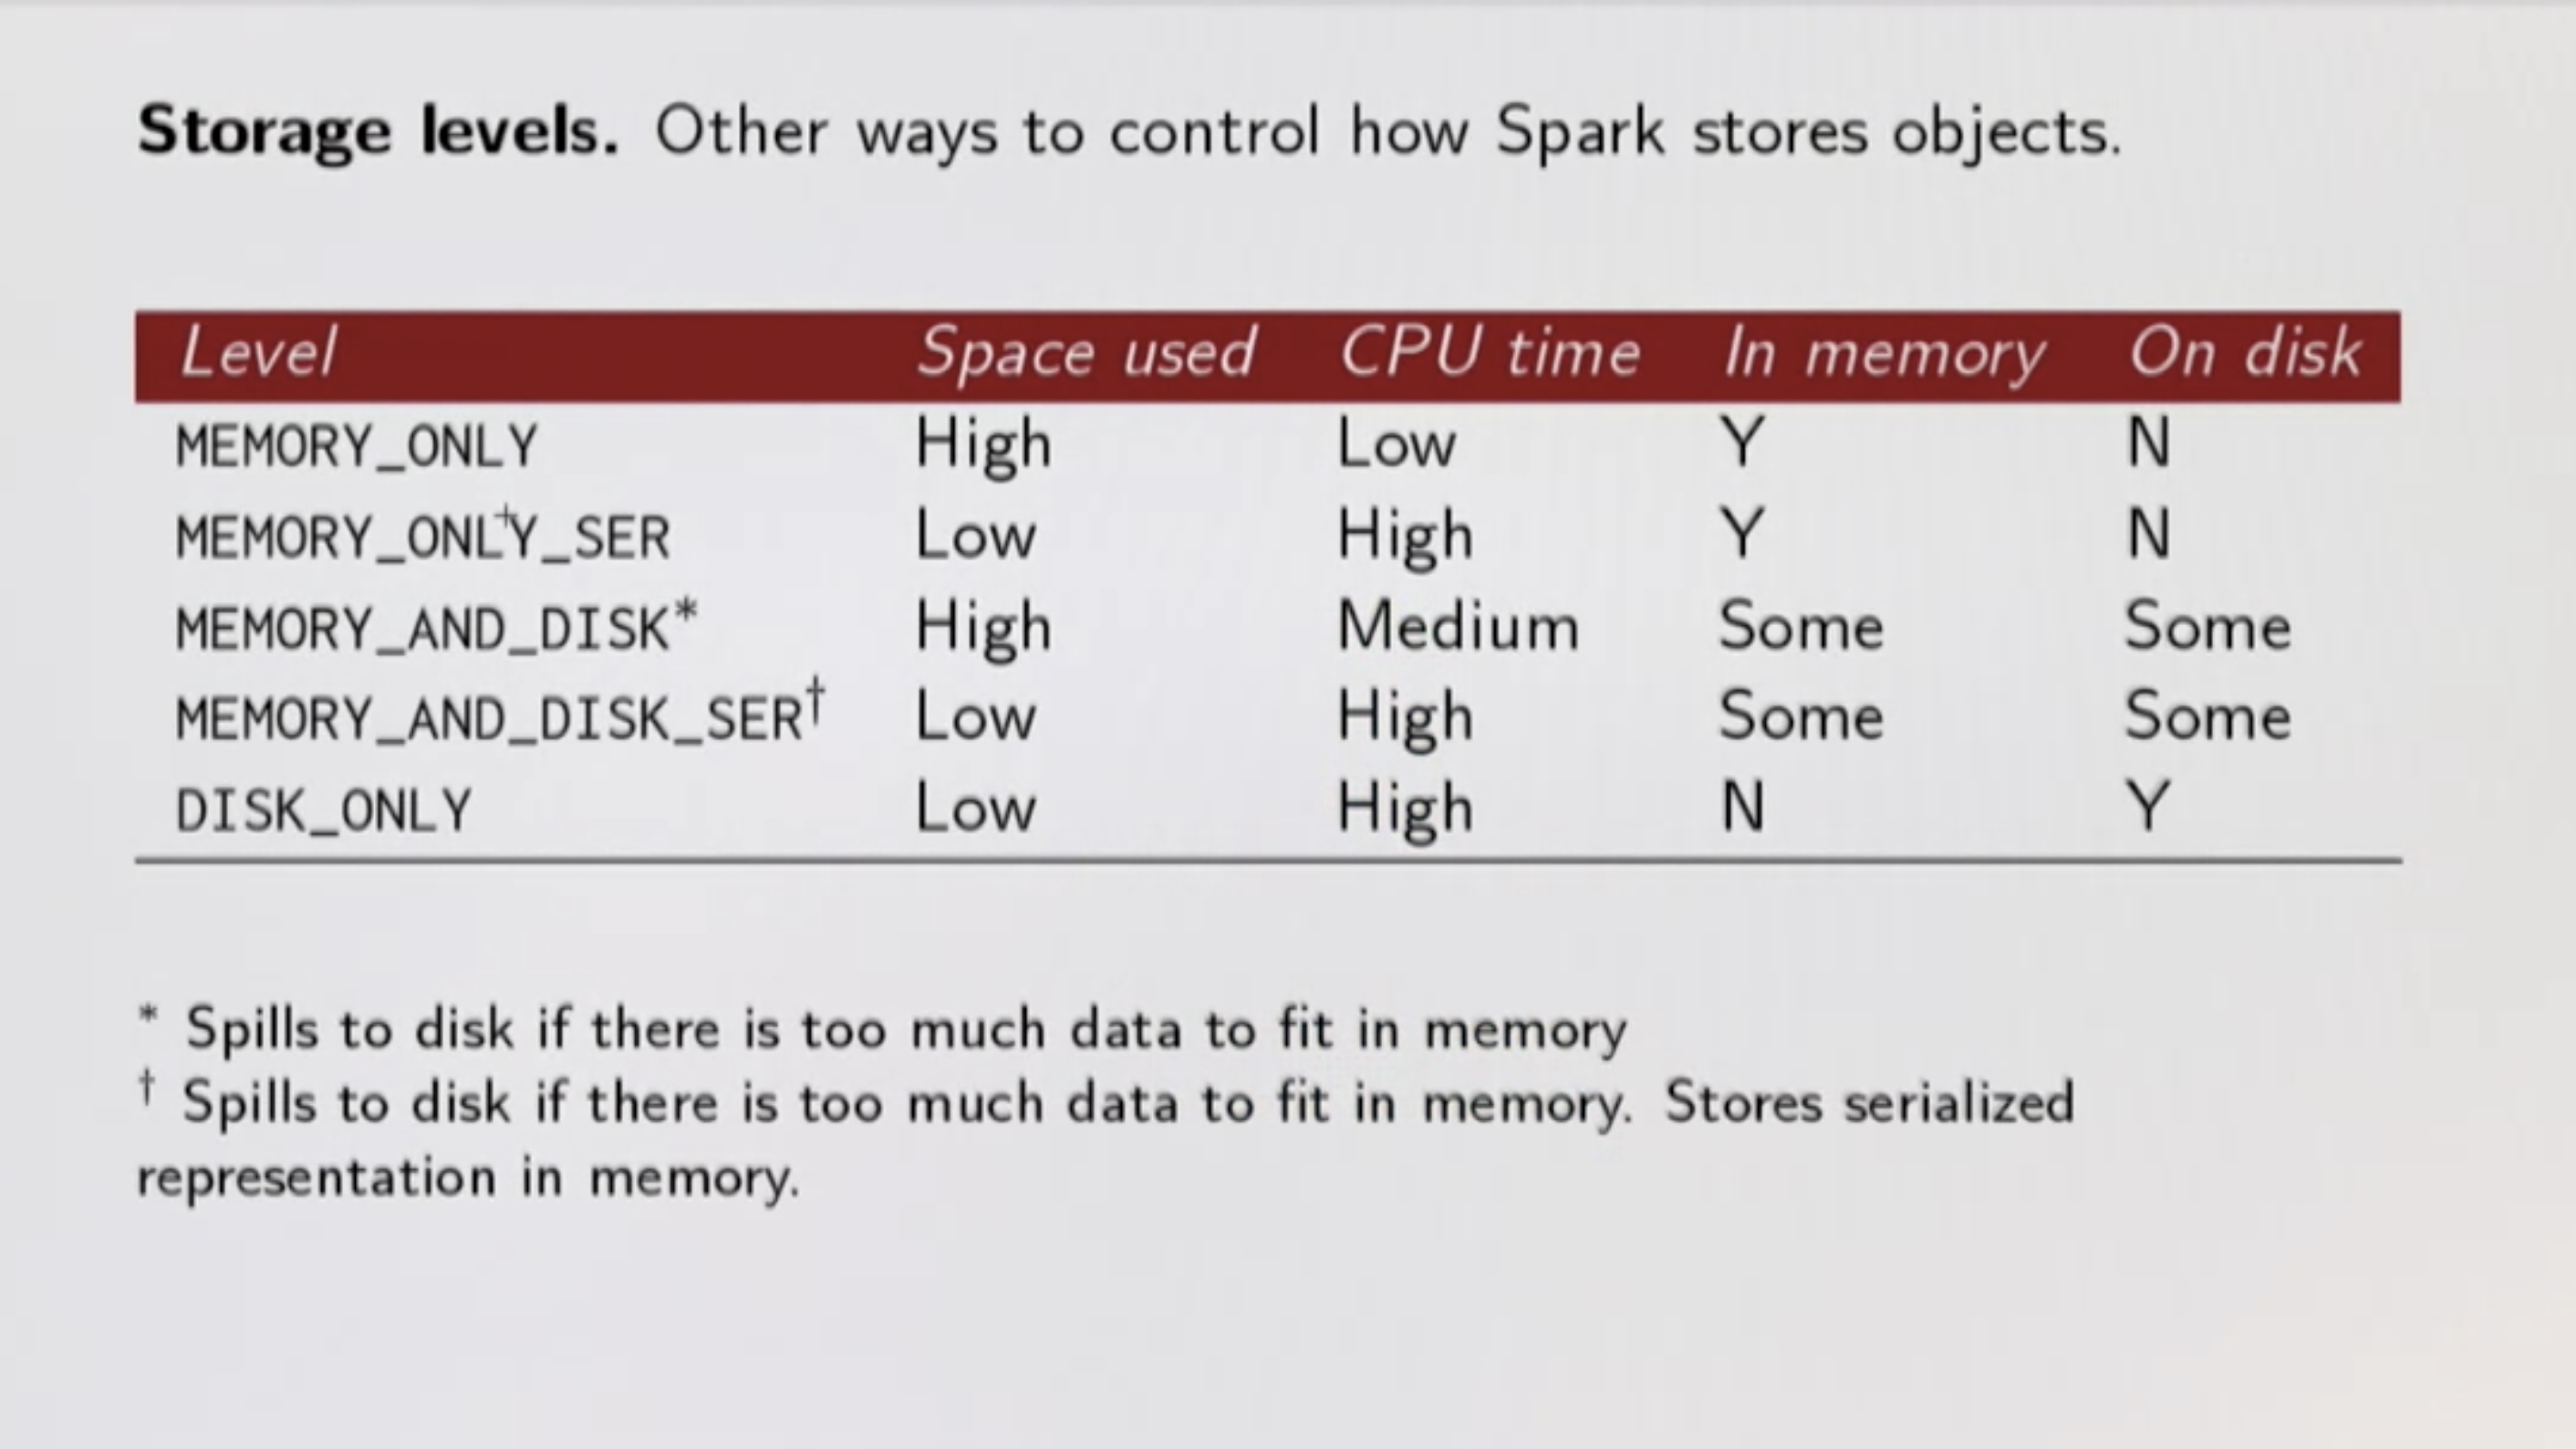 Storage levels. Other ways to control how Spark stores objects.
Level Space used CPU time In memory On disk
MEMORY_ONLY High Low Y N
MEMORY_ONLY_SER Low High Y N
MEMORY_AND_DISK* High Medium Some Some
MEMORY_AND_DISK_SER† Low High Some Some
DISK_ONLY Low High N Y
* Spills to disk if there is too much data to fit in memory
† Spills to disk if there is too much data to fit in memory. Stores serialized
representation in memory.